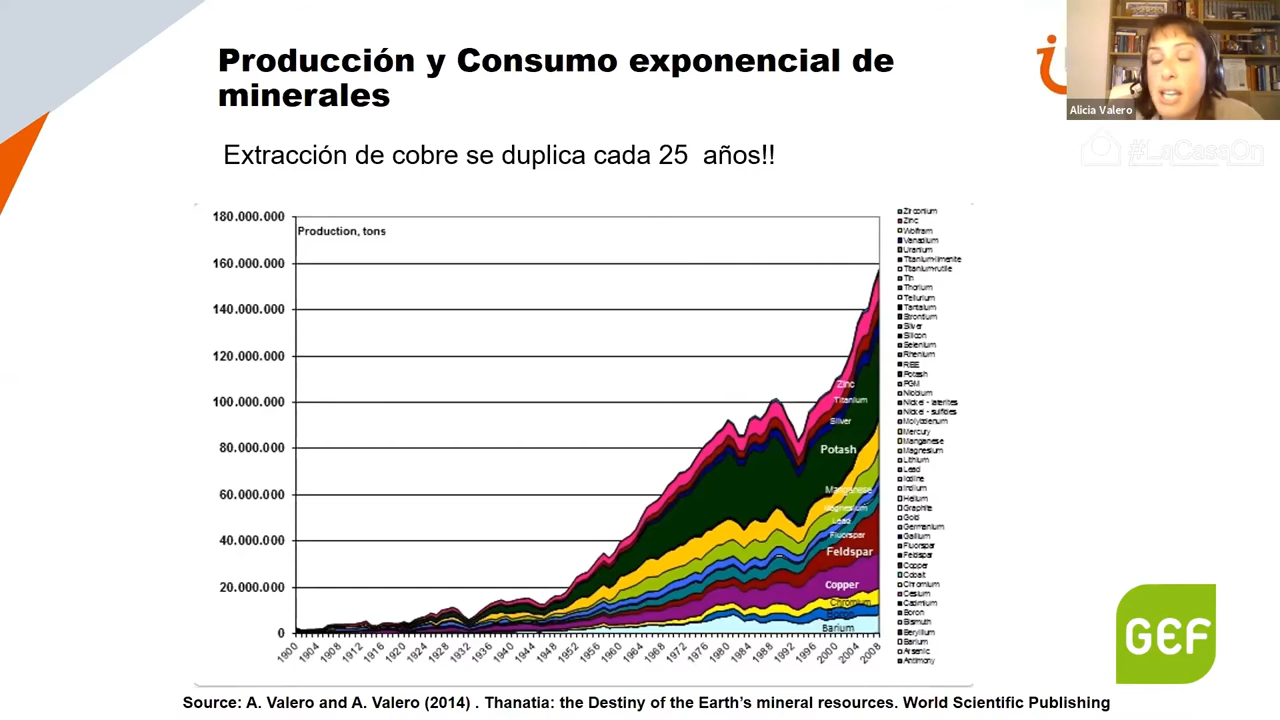 Producción y Consumo exponencial de
minerales
Alicia Valero
#LaCasaOn
Extracción de cobre se duplica cada 25 años!!
Production, tons
180.000.000
160.000.000
140.000.000
120.000.000
100.000.000
80.000.000
60.000.000
40.000.000
20.000.000
0
Zinc
Titanium
Silver
Potash
Manganese
Magnesium
Lead
Fluorspar
Feldspar
Copper
Chromium
Barium
1900
1904
1908
1912
1916
1920
1924
1928
1932
1936
1940
1944
1948
1952
1956
1960
1964
1968
1972
1976
1980
1984
1988
1992
1996
2000
2004
2008
Zirconium
Zinc
Wolfram
Vanadium
Uranium
Titanium-ilmenite
Titanium-rutile
Tin
Thorium
Tellurium
Tantalum
Strontium
Silver
Silicon
Selenium
Rhenium
REE
Potash
PGM
Niobium
Nickel - laterites
Nickel - sulfides
Molybdenum
Mercury
Manganese
Magnesium
Lithium
Lead
Iodine
Indium
Helium
Graphite
Gold
Germanium
Gallium
Fluorspar
Feldspar
Copper
Cobalt
Chromium
Cesium
Cadmium
Boron
Bismuth
Beryllium
Barium
Arsenic
Antimony
GEF
Source: A. Valero and A. Valero (2014) . Thanatia: the Destiny of the Earth’s mineral resources. World Scientific Publishing